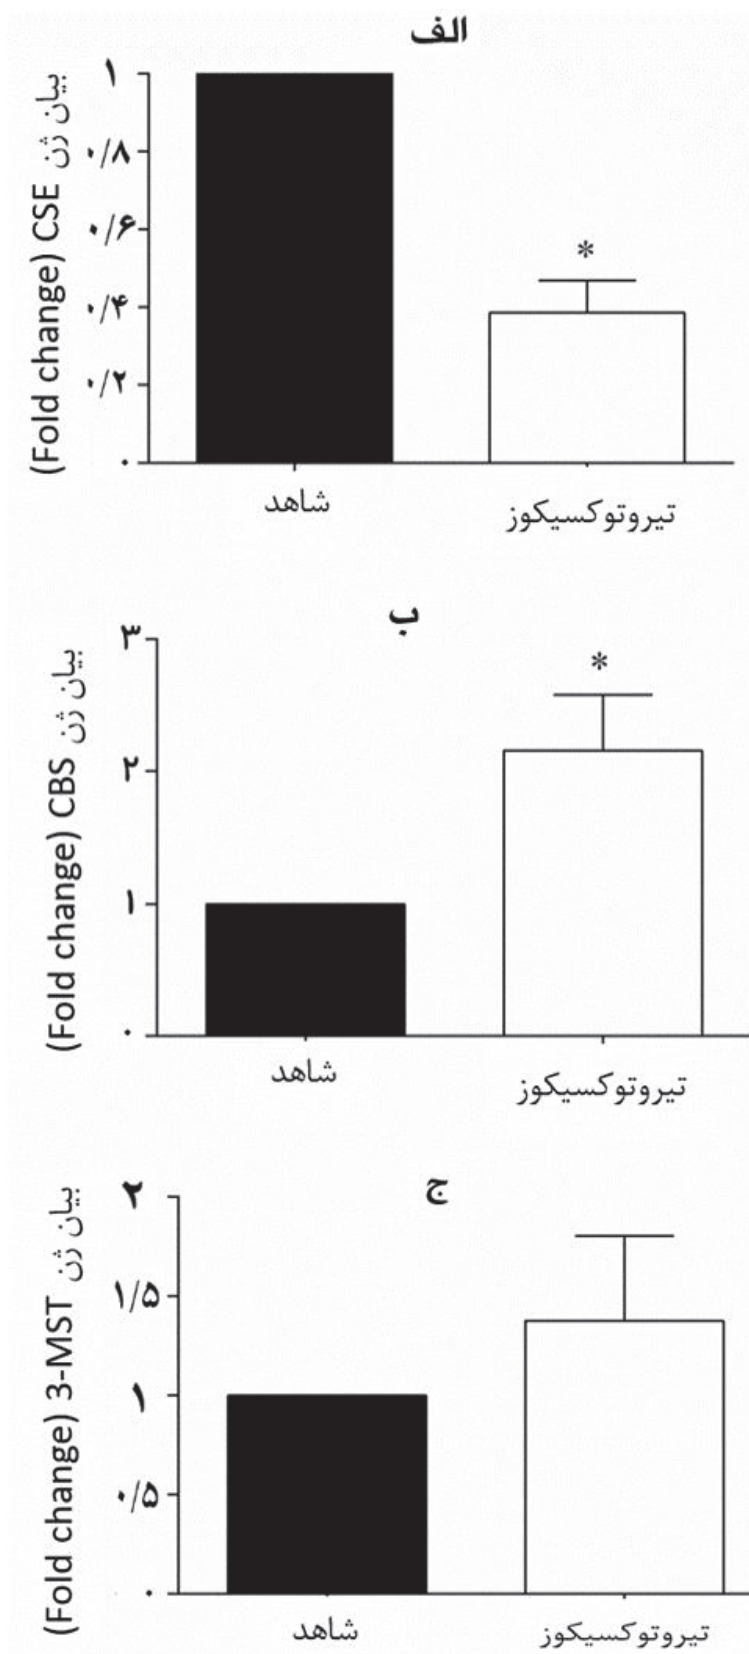 الف
بیان ژن CSE (Fold change)
۱
۰/۸
۰/۶
۰/۴
۰/۲
۰
*
شاهد
تیروتوکسیکوز
ب
بیان ژن CBS (Fold change)
۳
۲
۱
۰
*
شاهد
تیروتوکسیکوز
ج
بیان ژن 3-MST (Fold change)
۲
۱/۵
۱
۰/۵
۰
شاهد
تیروتوکسیکوز